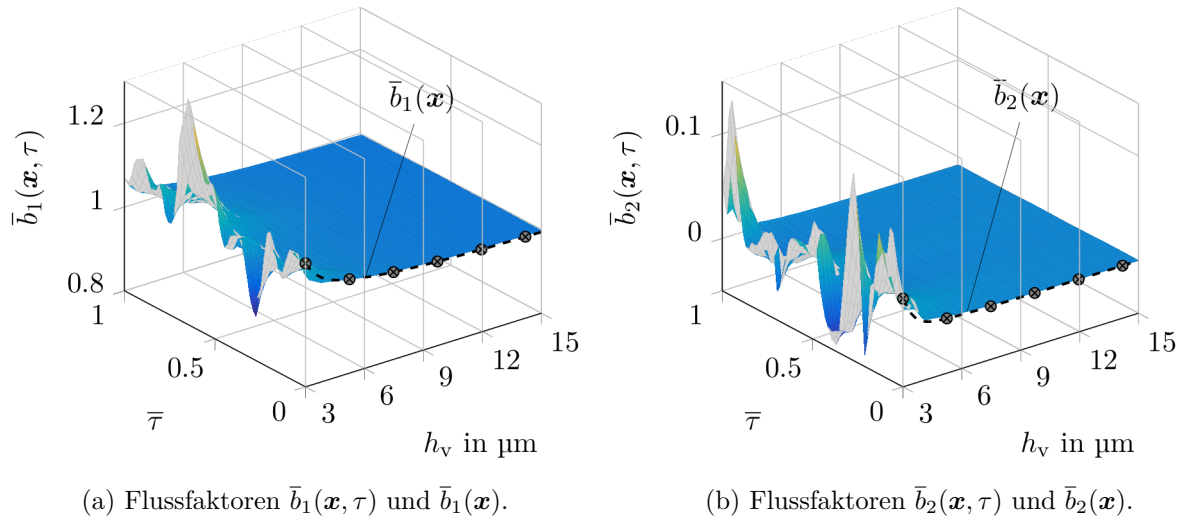 b̅₁(𝒙)
b̅₁(𝒙, τ)
1.2
1
0.8
1
0.5
0
τ̅
3
6
9
12
15
hᵥ in µm
(a) Flussfaktoren b̅₁(𝒙, τ) und b̅₁(𝒙).
b̅₂(𝒙)
b̅₂(𝒙, τ)
0.1
0
1
0.5
0
τ̅
3
6
9
12
15
hᵥ in µm
(b) Flussfaktoren b̅₂(𝒙, τ) und b̅₂(𝒙).